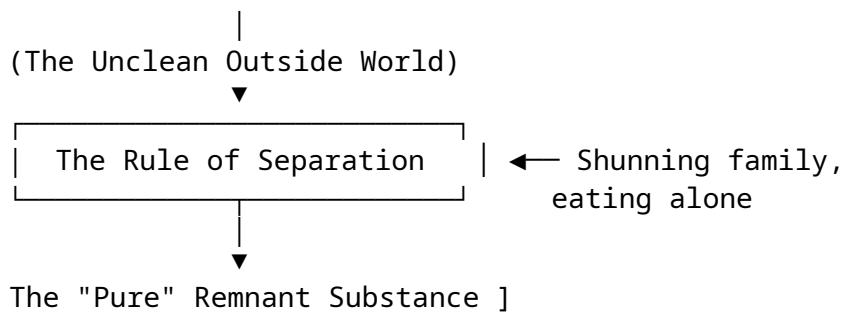 (The Unclean Outside World)
The Rule of Separation
Shunning family,
eating alone
The "Pure" Remnant Substance ]